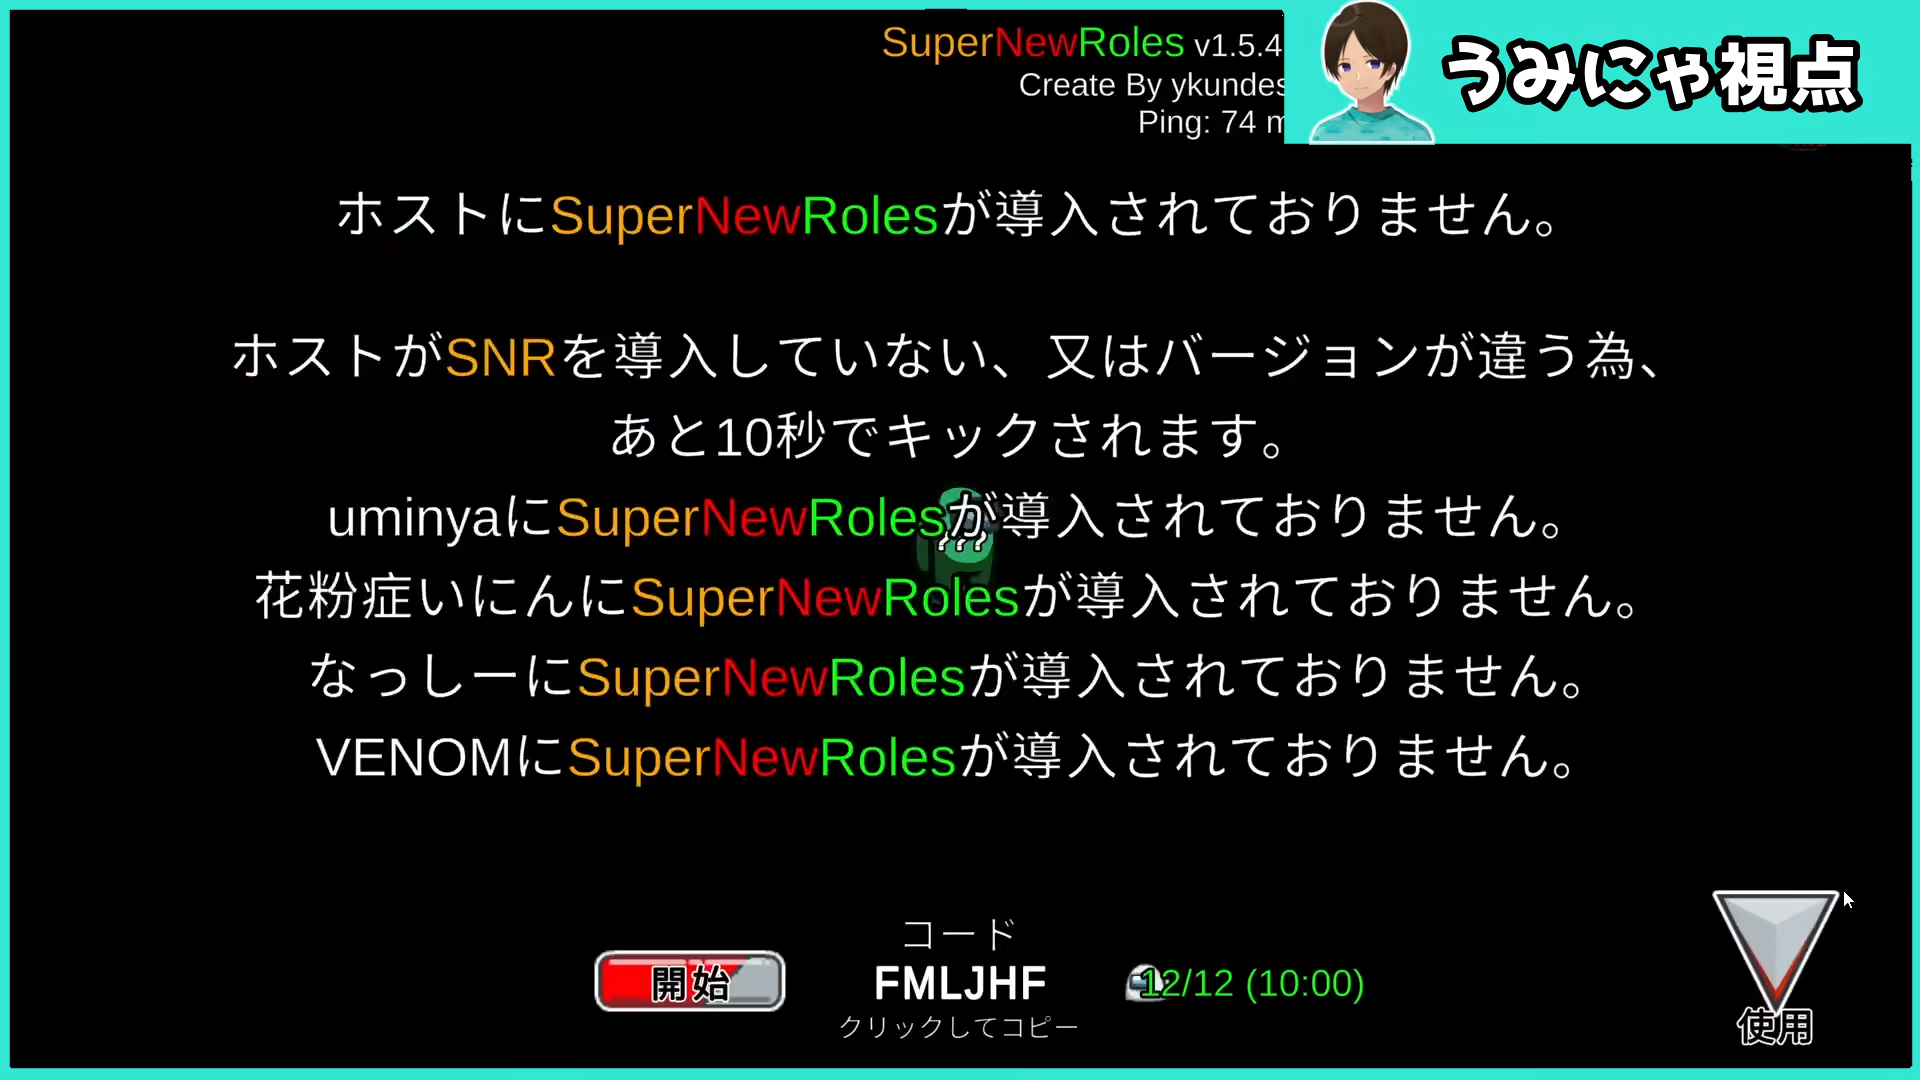 SuperNewRoles v1.5.4
Create By ykundes
Ping: 74 m
うみにゃ視点
ホストにSuperNewRolesが導入されておりません。
ホストがSNRを導入していない、又はバージョンが違う為、
あと10秒でキックされます。
uminyaにSuperNewRolesが導入されておりません。
???
花粉症いにんにSuperNewRolesが導入されておりません。
なっしーにSuperNewRolesが導入されておりません。
VENOMにSuperNewRolesが導入されておりません。
コード
開始
FMLJHF
12/12 (10:00)
クリックしてコピー
使用